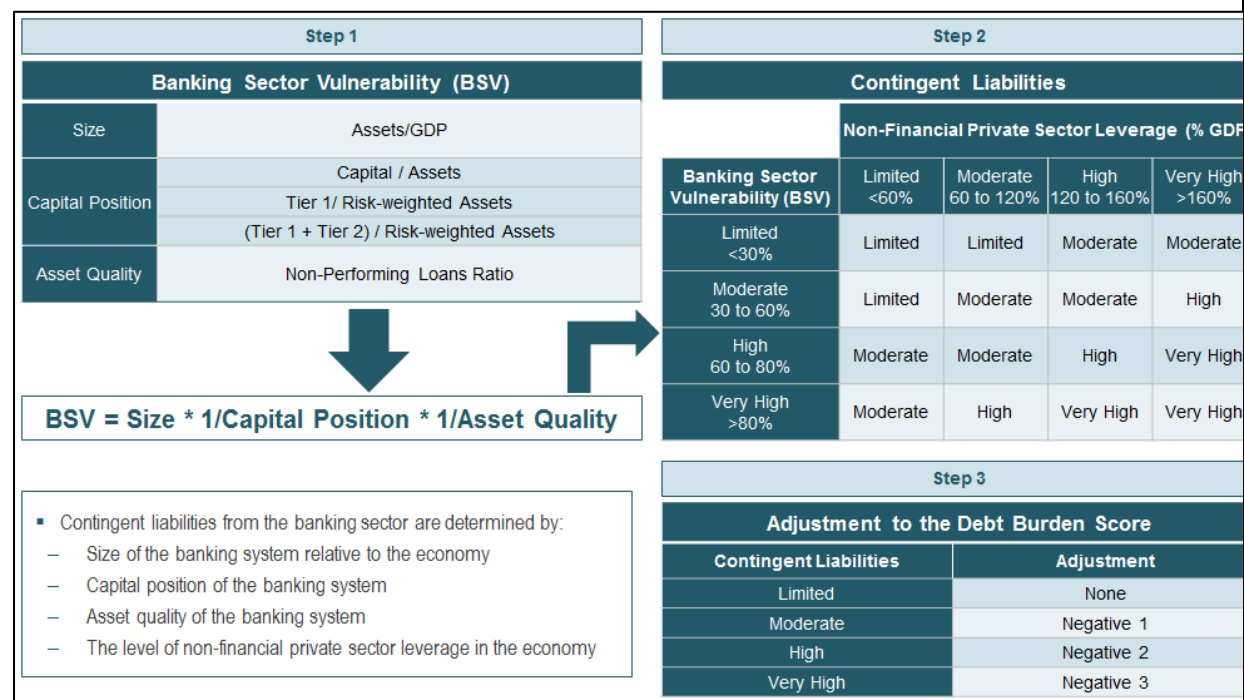 Step 1
Banking Sector Vulnerability (BSV)
Size
Assets/GDP
Capital Position
Capital / Assets
Tier 1/ Risk-weighted Assets
(Tier 1 + Tier 2) / Risk-weighted Assets
Asset Quality
Non-Performing Loans Ratio
BSV = Size * 1/Capital Position * 1/Asset Quality
▪ Contingent liabilities from the banking sector are determined by:
– Size of the banking system relative to the economy
– Capital position of the banking system
– Asset quality of the banking system
– The level of non-financial private sector leverage in the economy
Step 2
Contingent Liabilities
Non-Financial Private Sector Leverage (% GDP
Banking Sector
Vulnerability (BSV)
Limited
<60%
Moderate
60 to 120%
High
120 to 160%
Very High
>160%
Limited
<30%
Limited
Limited
Moderate
Moderate
Moderate
30 to 60%
Limited
Moderate
Moderate
High
High
60 to 80%
Moderate
Moderate
High
Very High
Very High
>80%
Moderate
High
Very High
Very High
Step 3
Adjustment to the Debt Burden Score
Contingent Liabilities
Adjustment
Limited
None
Moderate
Negative 1
High
Negative 2
Very High
Negative 3